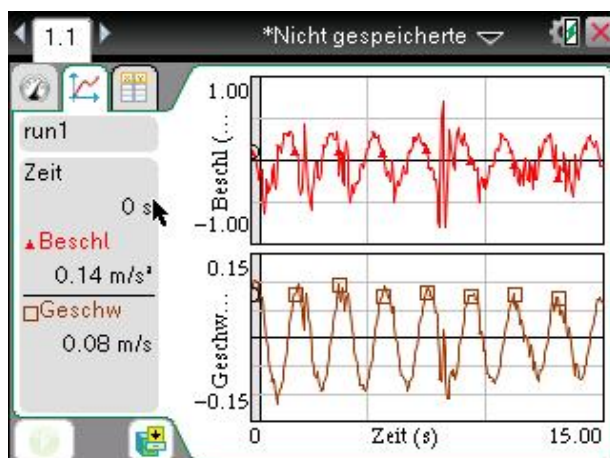 1.1
*Nicht gespeicherte
run1
Zeit
0 s
Beschl
0.14 m/s²
Geschw
0.08 m/s
1.00
Beschl (...
-1.00
0.15
Geschw...
-0.15
0
Zeit (s)
15.00